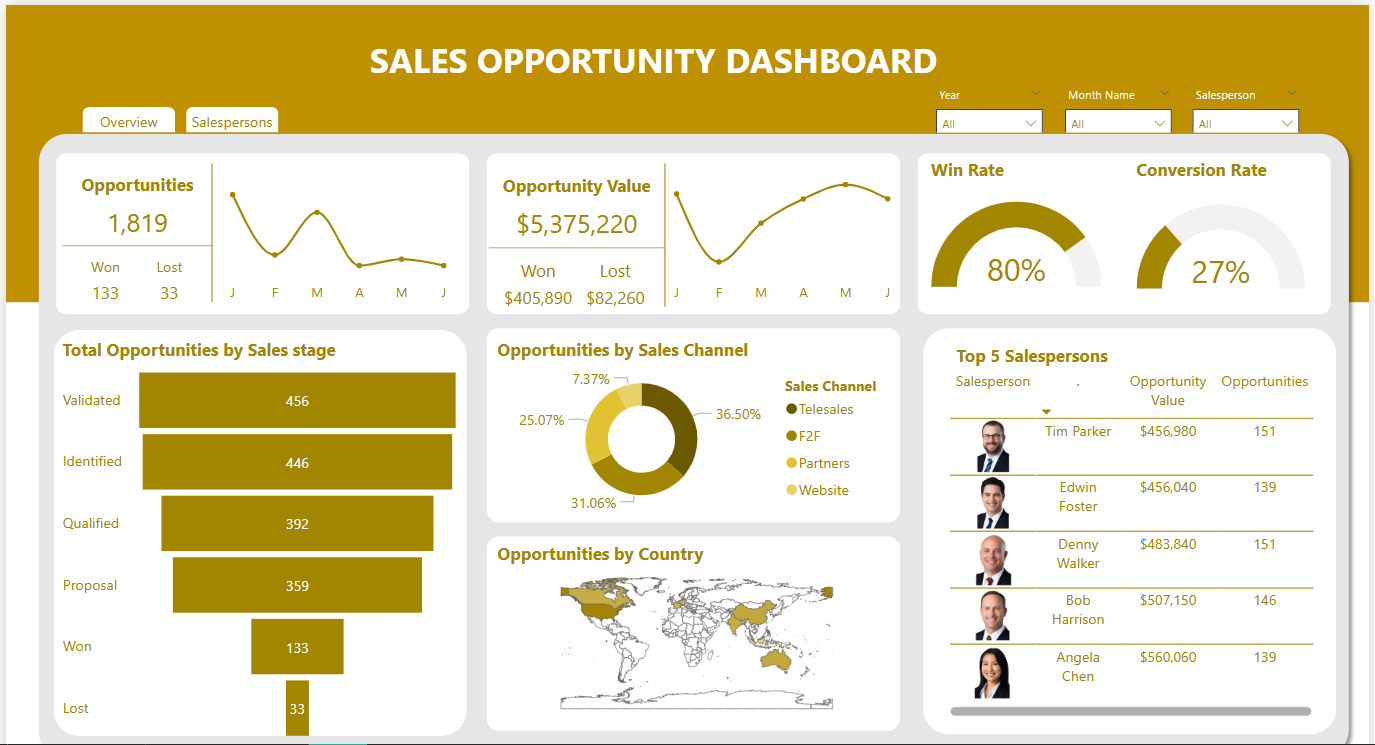 SALES OPPORTUNITY DASHBOARD
Year
Month Name
Salesperson
All
All
All
Overview
Salespersons
Opportunities
1,819
Won
Lost
133
33
J F M A M J
Opportunity Value
$5,375,220
Won
Lost
$405,890
$82,260
J F M A M J
Win Rate
80%
Conversion Rate
27%
Total Opportunities by Sales stage
Validated
456
Identified
446
Qualified
392
Proposal
359
Won
133
Lost
33
Opportunities by Sales Channel
7.37%
25.07%
36.50%
31.06%
Sales Channel
Telesales
F2F
Partners
Website
Opportunities by Country
Top 5 Salespersons
Salesperson . Opportunity Opportunities
Value
Tim Parker $456,980 151
Edwin $456,040 139
Foster
Denny $483,840 151
Walker
Bob $507,150 146
Harrison
Angela $560,060 139
Chen